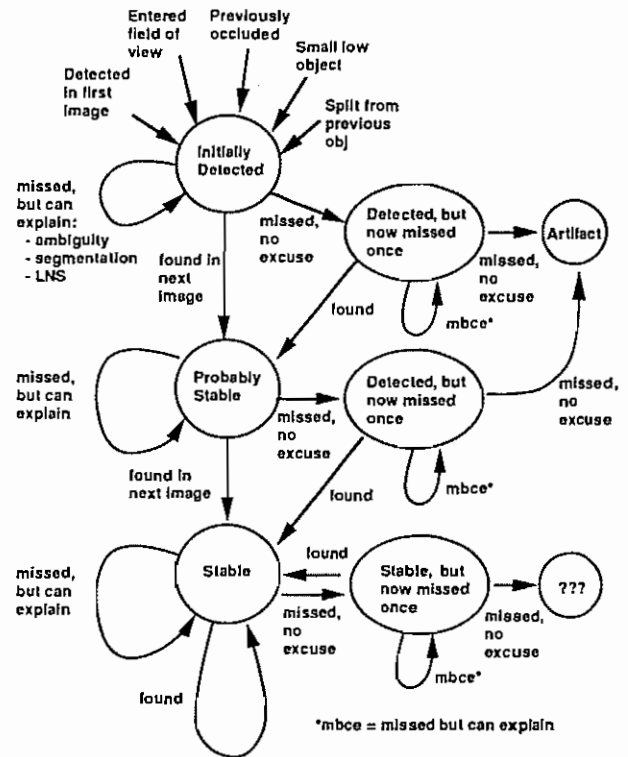 Entered
field of
view
Previously
occluded
Small low
object
Detected
in first
image
Split from
previous
obj
Initially
Detected
missed,
but can
explain:
- ambiguity
- segmentation
- LNS
missed,
no
excuse
Detected, but
now missed
once
missed,
no
excuse
Artifact
found in
next
image
found
mbce*
missed,
but can
explain
Probably
Stable
missed,
no
excuse
Detected, but
now missed
once
missed,
no
excuse
found in
next image
found
mbce*
missed,
but can
explain
Stable
found
missed,
no
excuse
Stable, but
now missed
once
missed,
no
excuse
???
found
mbce*
*mbce = missed but can explain